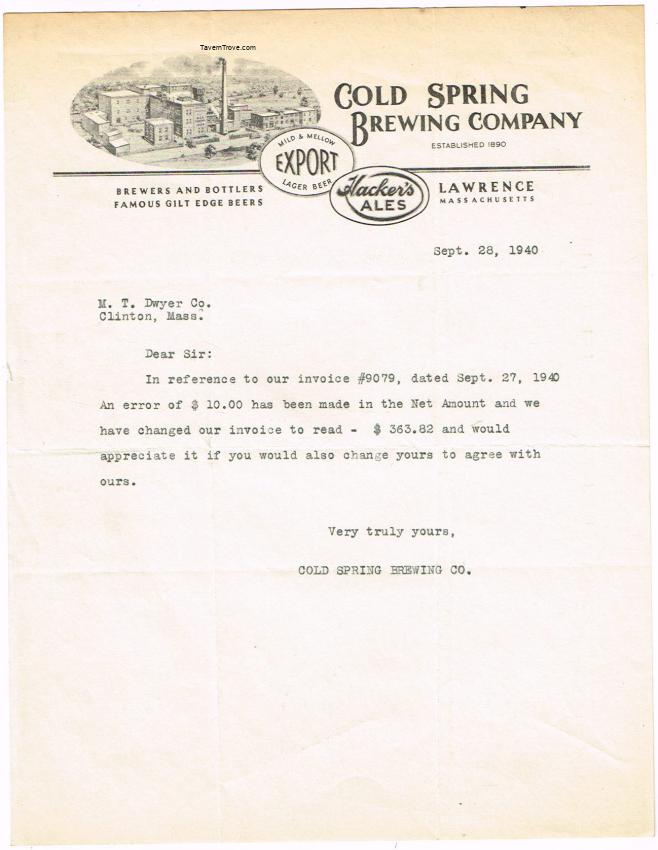 TavernTrove.com
COLD SPRING
BREWING COMPANY
ESTABLISHED 1890
MILD & MELLOW
EXPORT
LAGER BEER
Hacker's
ALES
BREWERS AND BOTTLERS
FAMOUS GILT EDGE BEERS
LAWRENCE
MASSACHUSETTS
Sept. 28, 1940
M. T. Dwyer Co.
Clinton, Mass.
Dear Sir:
In reference to our invoice #9079, dated Sept. 27, 1940
An error of $ 10.00 has been made in the Net Amount and we
have changed our invoice to read - $ 363.82 and would
appreciate it if you would also change yours to agree with
ours.
Very truly yours,
COLD SPRING BREWING CO.